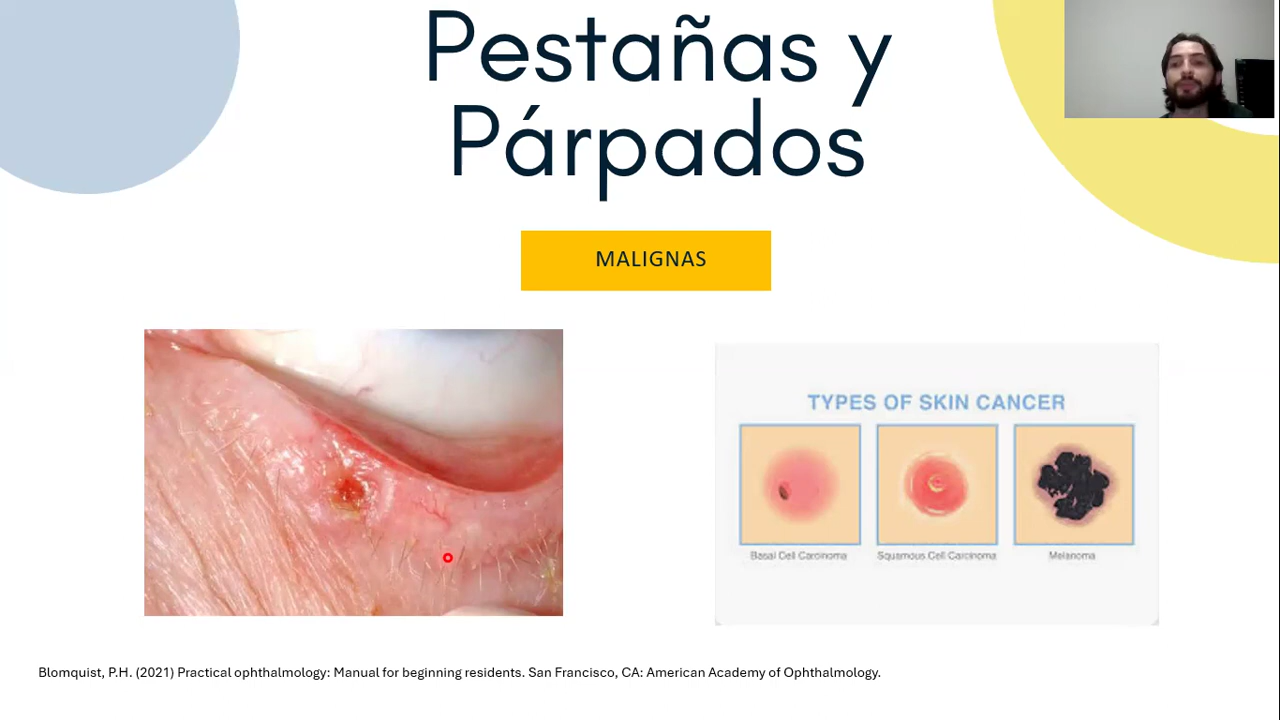 Pestañas y
Párpados
MALIGNAS
TYPES OF SKIN CANCER
Basal Cell Carcinoma
Squamous Cell Carcinoma
Melanoma
Blomquist, P.H. (2021) Practical ophthalmology: Manual for beginning residents. San Francisco, CA: American Academy of Ophthalmology.